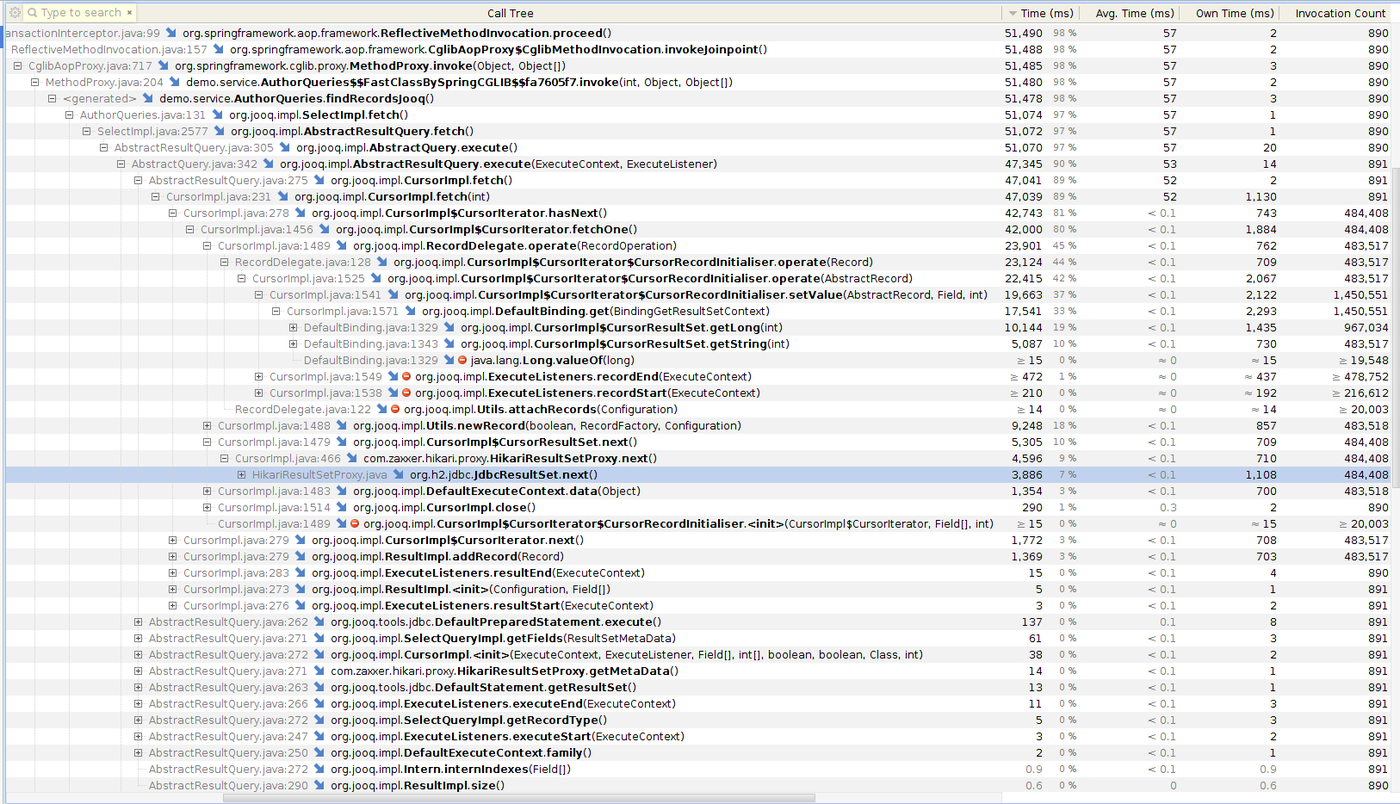 Type to search × Call Tree Time (ms) Avg. Time (ms) Own Time (ms) Invocation Count
ansactionInterceptor.java:99 org.springframework.aop.framework.ReflectiveMethodInvocation.proceed() 51,490 98 % 57 2 890
ReflectiveMethodInvocation.java:157 org.springframework.aop.framework.CglibAopProxy$CglibMethodInvocation.invokeJoinpoint() 51,488 98 % 57 2 890
CglibAopProxy.java:717 org.springframework.cglib.proxy.MethodProxy.invoke(Object, Object[]) 51,485 98 % 57 3 890
MethodProxy.java:204 demo.service.AuthorQueries$$FastClassBySpringCGLIB$$fa7605f7.invoke(int, Object, Object[]) 51,480 98 % 57 2 890
<generated> demo.service.AuthorQueries.findRecordsJooq() 51,478 98 % 57 3 890
AuthorQueries.java:131 org.jooq.impl.SelectImpl.fetch() 51,074 97 % 57 1 890
SelectImpl.java:2577 org.jooq.impl.AbstractResultQuery.fetch() 51,072 97 % 57 1 890
AbstractResultQuery.java:305 org.jooq.impl.AbstractQuery.execute() 51,070 97 % 57 20 890
AbstractQuery.java:342 org.jooq.impl.AbstractResultQuery.execute(ExecuteContext, ExecuteListener) 47,345 90 % 53 14 891
AbstractResultQuery.java:275 org.jooq.impl.CursorImpl.fetch() 47,041 89 % 52 2 891
CursorImpl.java:231 org.jooq.impl.CursorImpl.fetch(int) 47,039 89 % 52 1,130 891
CursorImpl.java:278 org.jooq.impl.CursorImpl$CursorIterator.hasNext() 42,743 81 % < 0.1 743 484,408
CursorImpl.java:1456 org.jooq.impl.CursorImpl$CursorIterator.fetchOne() 42,000 80 % < 0.1 1,884 484,408
CursorImpl.java:1489 org.jooq.impl.RecordDelegate.operate(RecordOperation) 23,901 45 % < 0.1 762 483,517
RecordDelegate.java:128 org.jooq.impl.CursorImpl$CursorIterator$CursorRecordInitialiser.operate(Record) 23,124 44 % < 0.1 709 483,517
CursorImpl.java:1525 org.jooq.impl.CursorImpl$CursorIterator$CursorRecordInitialiser.operate(AbstractRecord) 22,415 42 % < 0.1 2,067 483,517
CursorImpl.java:1541 org.jooq.impl.CursorImpl$CursorIterator$CursorRecordInitialiser.setValue(AbstractRecord, Field, int) 19,663 37 % < 0.1 2,122 1,450,551
CursorImpl.java:1571 org.jooq.impl.DefaultBinding.get(BindingGetResultSetContext) 17,541 33 % < 0.1 2,293 1,450,551
DefaultBinding.java:1329 org.jooq.impl.CursorImpl$CursorResultSet.getLong(int) 10,144 19 % < 0.1 1,435 967,034
DefaultBinding.java:1343 org.jooq.impl.CursorImpl$CursorResultSet.getString(int) 5,087 10 % < 0.1 730 483,517
DefaultBinding.java:1329 java.lang.Long.valueOf(long) ≥ 15 0 % ≈ 0 ≈ 15 ≥ 19,548
CursorImpl.java:1549 org.jooq.impl.ExecuteListeners.recordEnd(ExecuteContext) ≥ 472 1 % ≈ 0 ≈ 437 ≥ 478,752
CursorImpl.java:1538 org.jooq.impl.ExecuteListeners.recordStart(ExecuteContext) ≥ 210 0 % ≈ 0 ≈ 192 ≥ 216,612
RecordDelegate.java:122 org.jooq.impl.Utils.attachRecords(Configuration) ≥ 14 0 % ≈ 0 ≈ 14 ≥ 20,003
CursorImpl.java:1488 org.jooq.impl.Utils.newRecord(boolean, RecordFactory, Configuration) 9,248 18 % < 0.1 857 483,518
CursorImpl.java:1479 org.jooq.impl.CursorImpl$CursorResultSet.next() 5,305 10 % < 0.1 709 484,408
CursorImpl.java:466 com.zaxxer.hikari.proxy.HikariResultSetProxy.next() 4,596 9 % < 0.1 710 484,408
HikariResultSetProxy.java org.h2.jdbc.JdbcResultSet.next() 3,886 7 % < 0.1 1,108 484,408
CursorImpl.java:1483 org.jooq.impl.DefaultExecuteContext.data(Object) 1,354 3 % < 0.1 700 483,518
CursorImpl.java:1514 org.jooq.impl.CursorImpl.close() 290 1 % 0.3 2 890
CursorImpl.java:1489 org.jooq.impl.CursorImpl$CursorIterator$CursorRecordInitialiser.<init>(CursorImpl$CursorIterator, Field[], int) ≥ 15 0 % ≈ 0 ≈ 15 ≥ 20,003
CursorImpl.java:279 org.jooq.impl.CursorImpl$CursorIterator.next() 1,772 3 % < 0.1 708 483,517
CursorImpl.java:279 org.jooq.impl.ResultImpl.addRecord(Record) 1,369 3 % < 0.1 703 483,517
CursorImpl.java:283 org.jooq.impl.ExecuteListeners.resultEnd(ExecuteContext) 15 0 % < 0.1 4 890
CursorImpl.java:273 org.jooq.impl.ResultImpl.<init>(Configuration, Field[]) 5 0 % < 0.1 1 891
CursorImpl.java:276 org.jooq.impl.ExecuteListeners.resultStart(ExecuteContext) 3 0 % < 0.1 2 891
AbstractResultQuery.java:262 org.jooq.tools.jdbc.DefaultPreparedStatement.execute() 137 0 % 0.1 8 891
AbstractResultQuery.java:271 org.jooq.impl.SelectQueryImpl.getFields(ResultSetMetaData) 61 0 % < 0.1 3 891
AbstractResultQuery.java:272 org.jooq.impl.CursorImpl.<init>(ExecuteContext, ExecuteListener, Field[], int[], boolean, boolean, Class, int) 38 0 % < 0.1 2 891
AbstractResultQuery.java:271 com.zaxxer.hikari.proxy.HikariResultSetProxy.getMetaData() 14 0 % < 0.1 1 891
AbstractResultQuery.java:263 org.jooq.tools.jdbc.DefaultStatement.getResultSet() 13 0 % < 0.1 1 891
AbstractResultQuery.java:266 org.jooq.impl.ExecuteListeners.executeEnd(ExecuteContext) 11 0 % < 0.1 3 891
AbstractResultQuery.java:272 org.jooq.impl.SelectQueryImpl.getRecordType() 5 0 % < 0.1 3 891
AbstractResultQuery.java:247 org.jooq.impl.ExecuteListeners.executeStart(ExecuteContext) 3 0 % < 0.1 2 891
AbstractResultQuery.java:250 org.jooq.impl.DefaultExecuteContext.family() 2 0 % < 0.1 1 891
AbstractResultQuery.java:272 org.jooq.impl.Intern.internIndexes(Field[]) 0.9 0 % < 0.1 0.9 891
AbstractResultQuery.java:290 org.jooq.impl.ResultImpl.size() 0.6 0 % 0 0.6 890